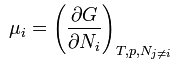 μ_i = (∂G/∂N_i)_{T,p,N_{j≠i}}